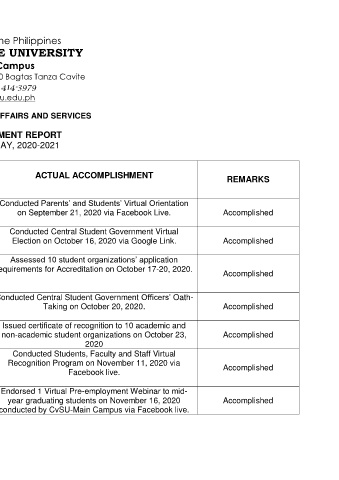 he Philippines
E UNIVERSITY
Campus
0 Bagtas Tanza Cavite
414-3979
u.edu.ph
FFAIRS AND SERVICES
MENT REPORT
AY, 2020-2021
ACTUAL ACCOMPLISHMENT
REMARKS
Conducted Parents' and Students' Virtual Orientation
on September 21, 2020 via Facebook Live.
Accomplished
Conducted Central Student Government Virtual
Election on October 16, 2020 via Google Link.
Accomplished
Assessed 10 student organizations' application
equirements for Accreditation on October 17-20, 2020.
Accomplished
Conducted Central Student Government Officers' Oath-
Taking on October 20, 2020.
Accomplished
Issued certificate of recognition to 10 academic and
non-academic student organizations on October 23,
2020
Accomplished
Conducted Students, Faculty and Staff Virtual
Recognition Program on November 11, 2020 via
Facebook live.
Accomplished
Endorsed 1 Virtual Pre-employment Webinar to mid-
year graduating students on November 16, 2020
conducted by CvSU-Main Campus via Facebook live.
Accomplished